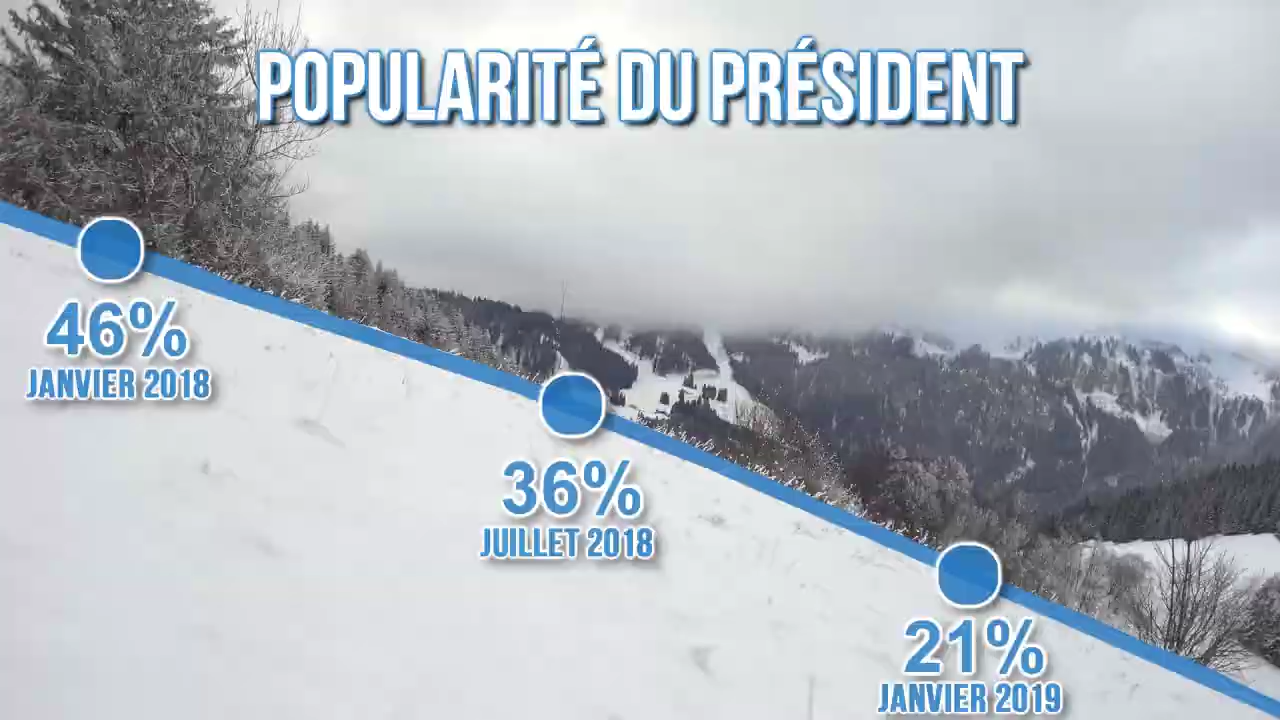 POPULARITÉ DU PRÉSIDENT
46%
JANVIER 2018
36%
JUILLET 2018
21%
JANVIER 2019